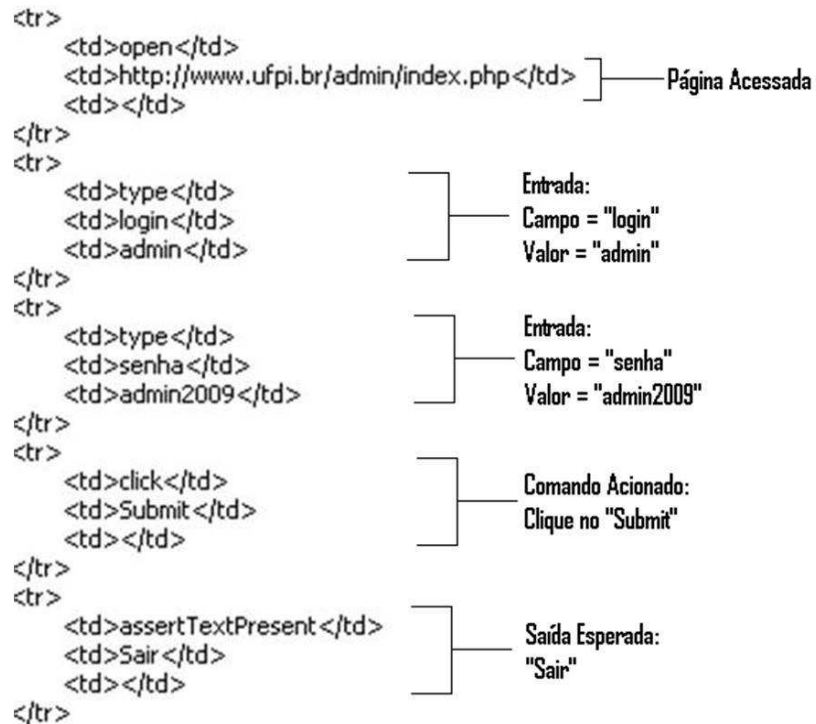 <tr>
<td>open</td>
<td>http://www.ufpi.br/admin/index.php</td>
Página Acessada
<td></td>
</tr>
<tr>
<td>type</td>
<td>login</td>
<td>admin</td>
Entrada:
Campo = "login"
Valor = "admin"
</tr>
<tr>
<td>type</td>
<td>senha</td>
<td>admin2009</td>
Entrada:
Campo = "senha"
Valor = "admin2009"
</tr>
<tr>
<td>click</td>
<td>Submit</td>
<td></td>
Comando Acionado:
Clique no "Submit"
</tr>
<tr>
<td>assertTextPresent</td>
<td>Sair</td>
<td></td>
Saída Esperada:
"Sair"
</tr>